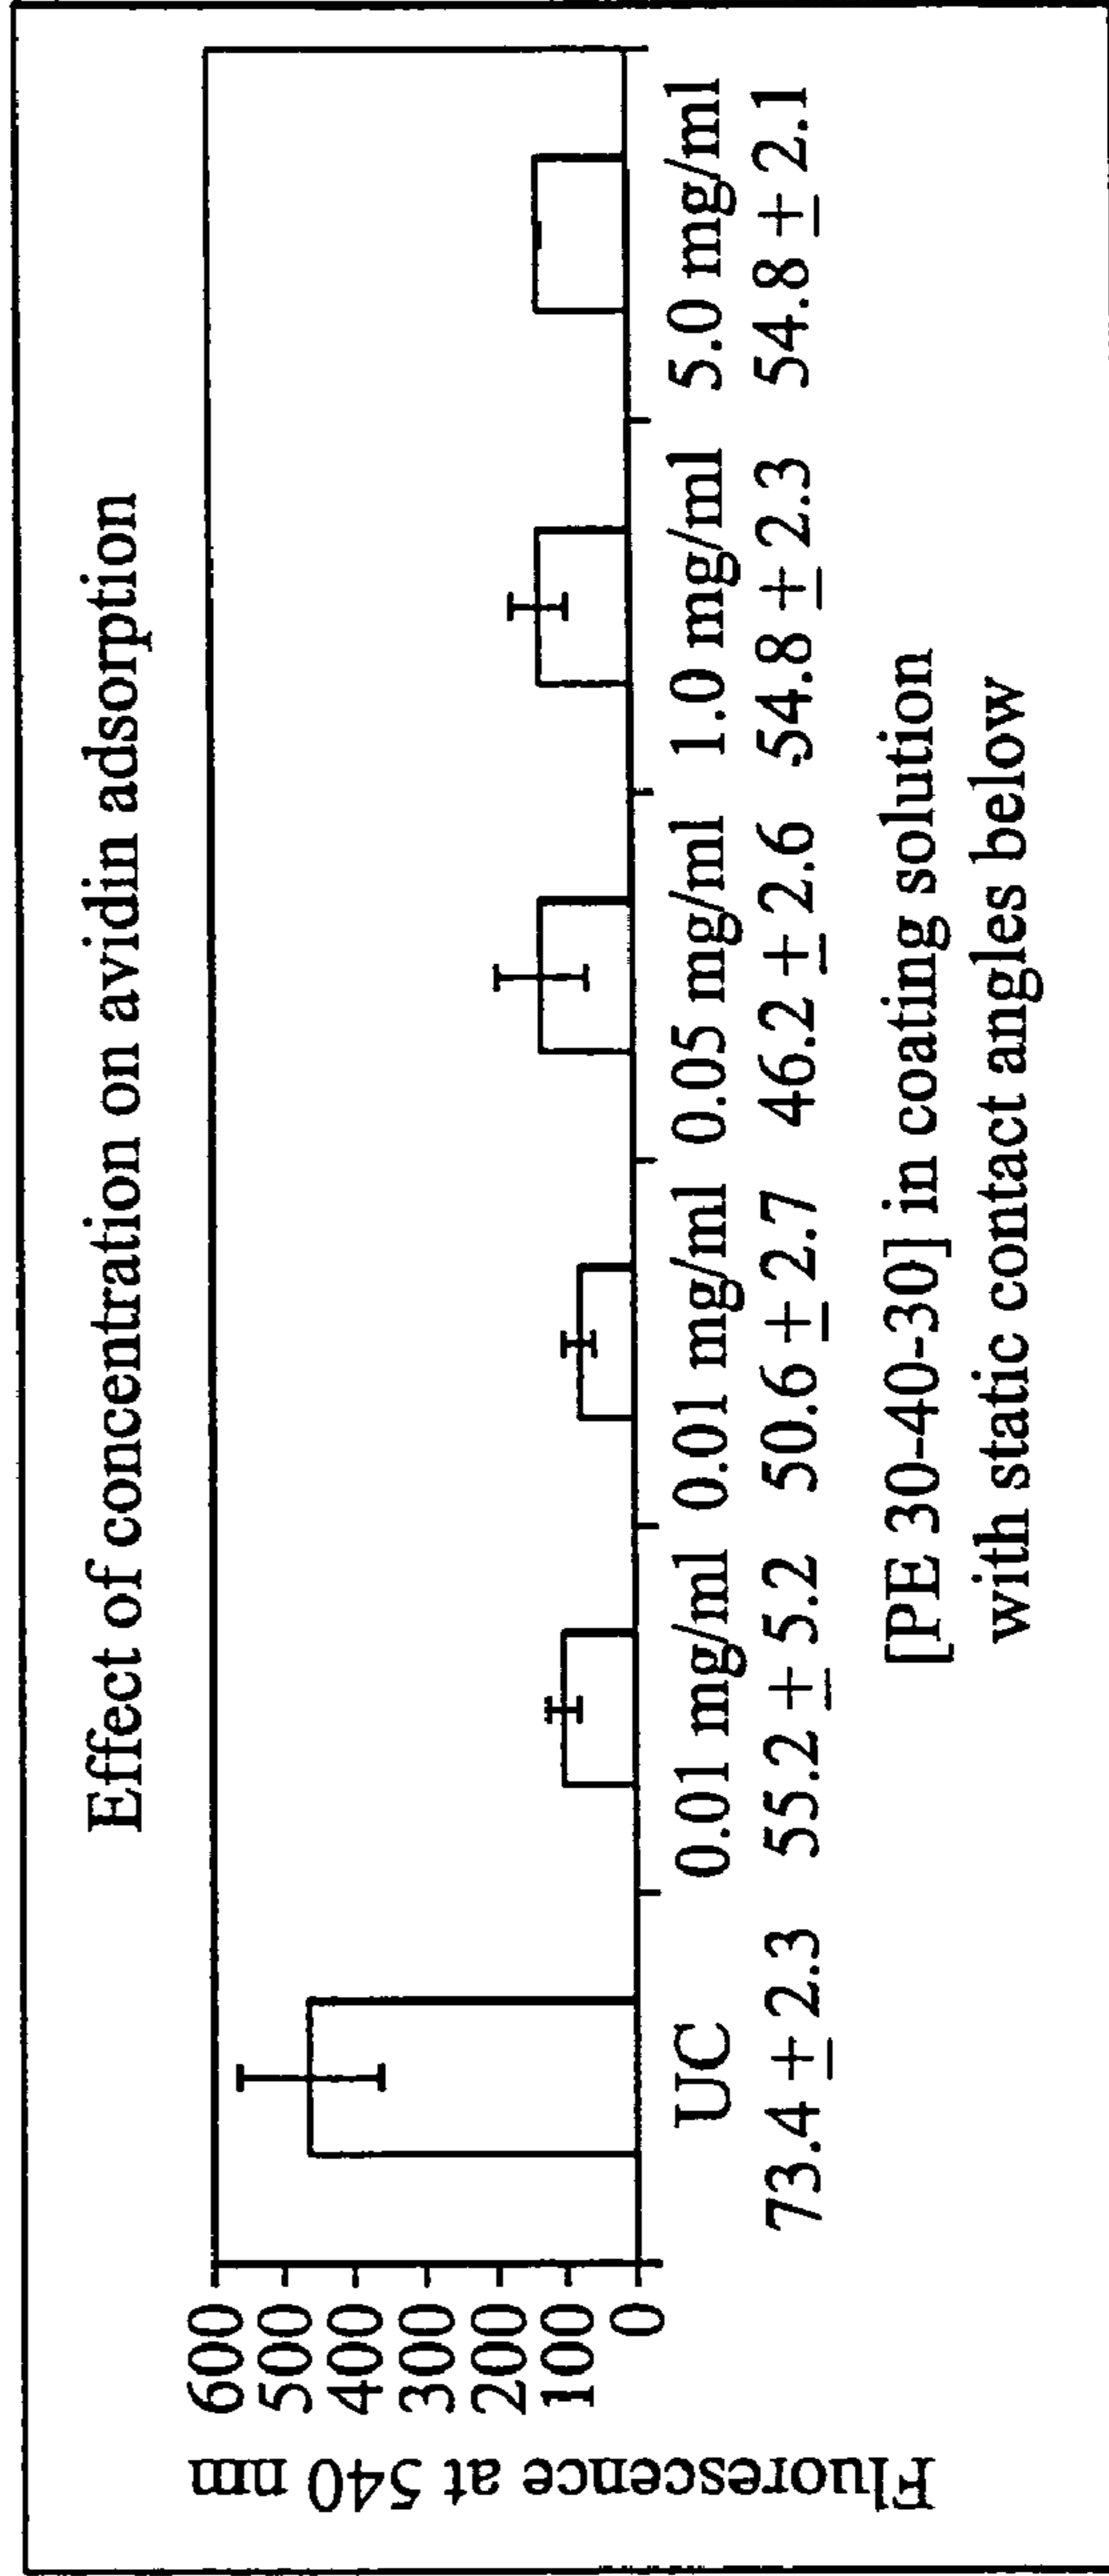 Effect of concentration on avidin adsorption
Fluorescence at 540 nm
600
500
400
300
200
100
0
UC 0.01 mg/ml 0.01 mg/ml 0.05 mg/ml 1.0 mg/ml 5.0 mg/ml
73.4 ± 2.3 55.2 ± 5.2 50.6 ± 2.7 46.2 ± 2.6 54.8 ± 2.3 54.8 ± 2.1
[PE 30-40-30] in coating solution
with static contact angles below